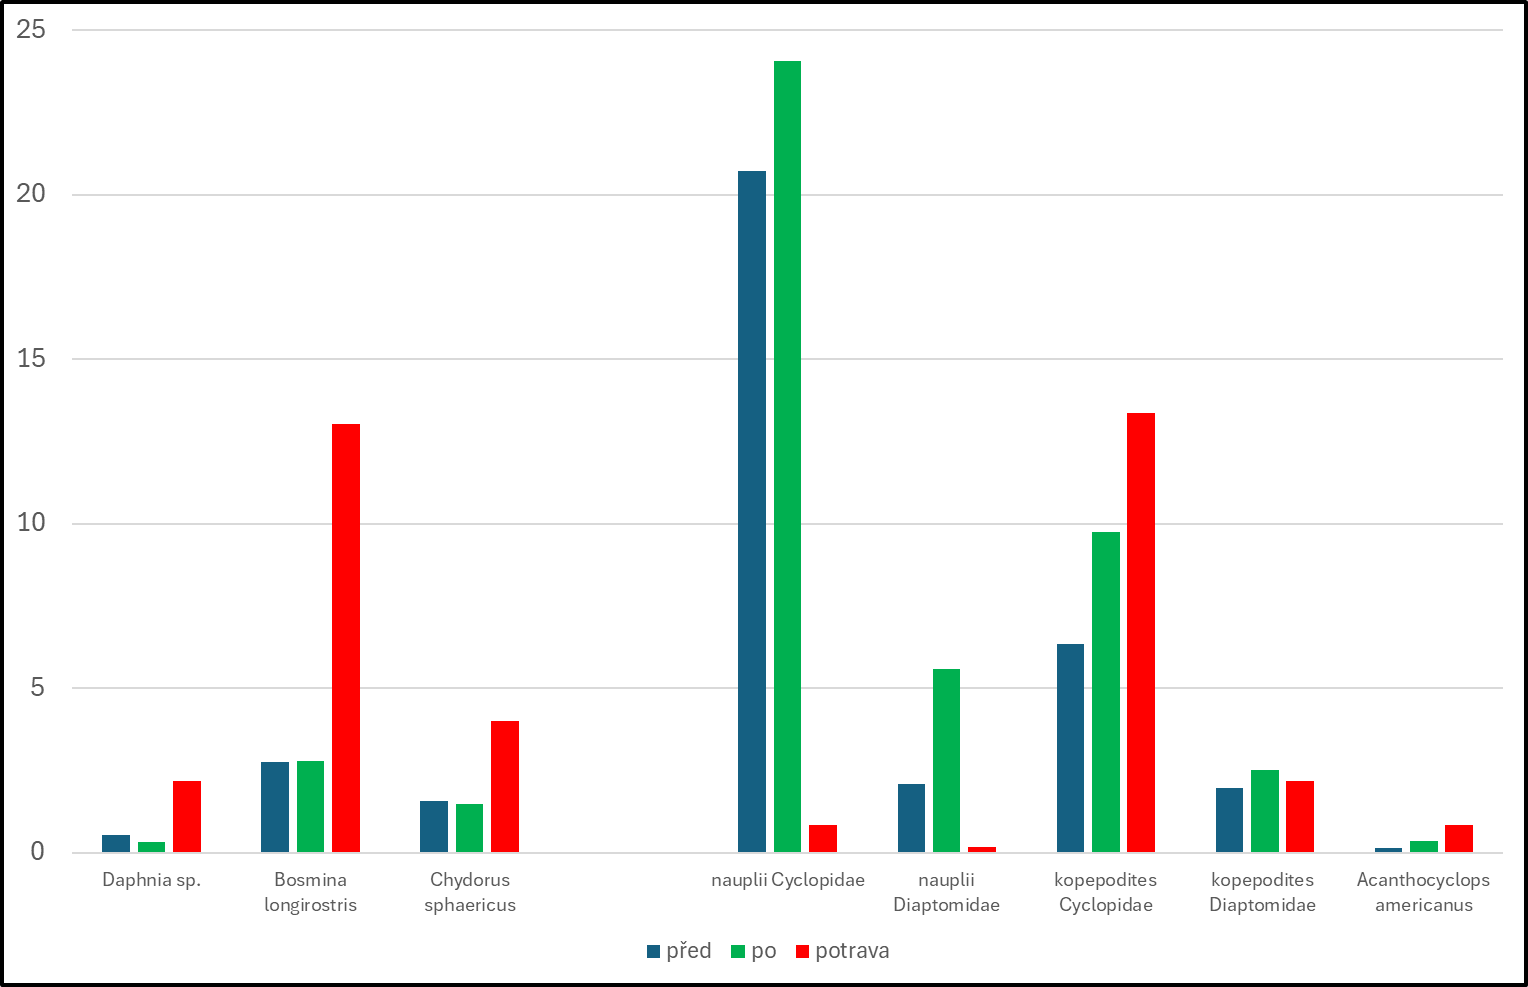 25
20
15
10
5
0
Daphnia sp.
Bosmina
longirostris
Chydorus
sphaericus
nauplii Cyclopidae
nauplii
Diaptomidae
kopepodites
Cyclopidae
kopepodites
Diaptomidae
Acanthocyclops
americanus
před po potrava